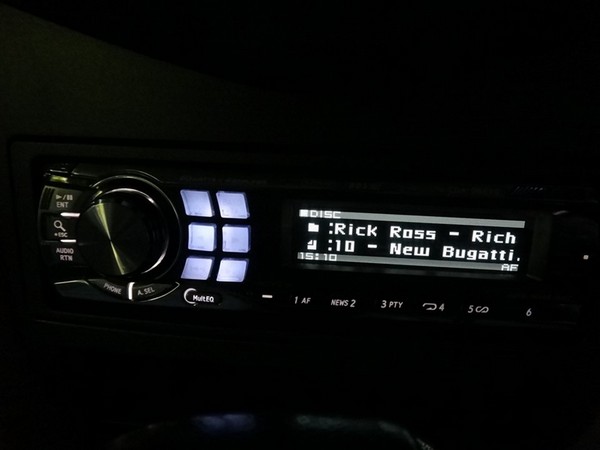 DISC
:Rick Ross - Rich
:10 - New Bugatti.
15:10 AF
ENT
+ESC
AUDIO
RTN
PHONE A.SEL
MultEQ
1 AF NEWS 2 3 PTY 4 5 6